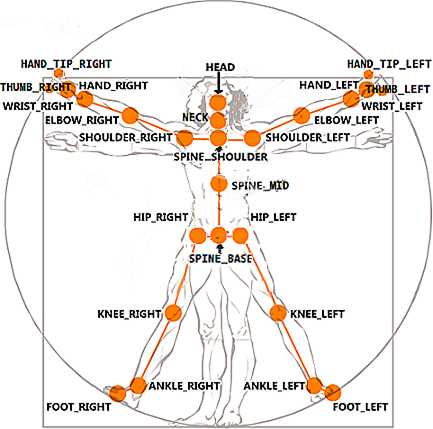 HAND_TIP_RIGHT
HAND_TIP_LEFT
HEAD
THUMB_RIGHT
HAND_RIGHT
HAND_LEFT
THUMB_LEFT
WRIST_RIGHT
WRIST_LEFT
ELBOW_RIGHT
NECK
ELBOW_LEFT
SHOULDER_RIGHT
SHOULDER_LEFT
SPINE_SHOULDER
SPINE_MID
HIP_RIGHT
HIP_LEFT
SPINE_BASE
KNEE_RIGHT
KNEE_LEFT
ANKLE_RIGHT
ANKLE_LEFT
FOOT_RIGHT
FOOT_LEFT